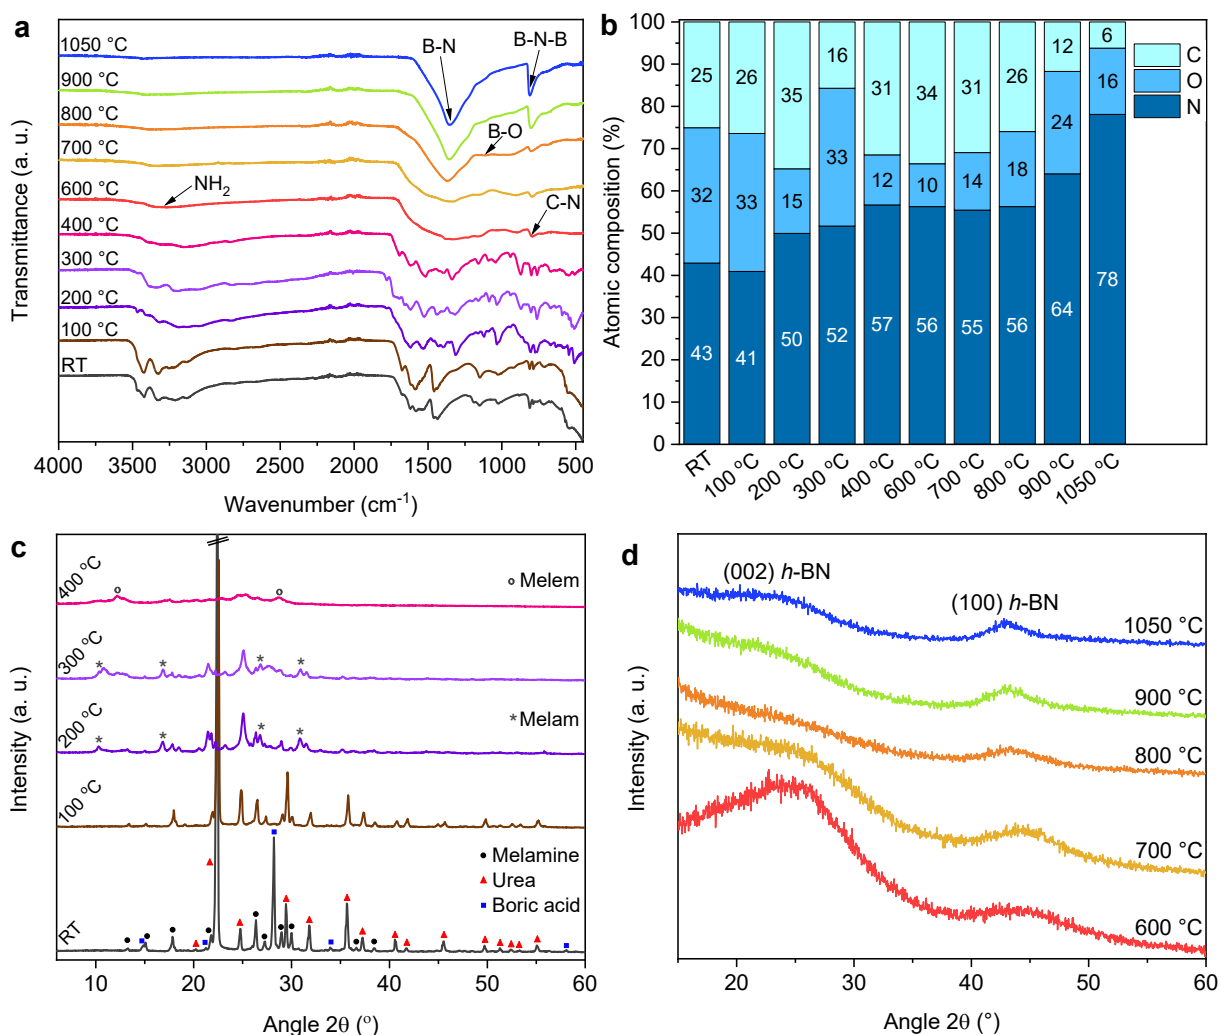 a
1050 °C
900 °C
800 °C
700 °C
600 °C
400 °C
300 °C
200 °C
100 °C
RT
B-N
B-N-B
B-O
NH2
C-N
Transmittance (a. u.)
4000 3500 3000 2500 2000 1500 1000 500
Wavenumber (cm-1)
b
Atomic composition (%)
100
90
80
70
60
50
40
30
20
10
0
25 26 35 16 31 34 31 26 12 6
32 33 15 33 12 10 14 18 24 16
43 41 50 52 57 56 55 56 64 78
C
O
N
RT 100 °C 200 °C 300 °C 400 °C 600 °C 700 °C 800 °C 900 °C 1050 °C
c
Intensity (a. u.)
400 °C
300 °C
200 °C
100 °C
RT
Melem
* Melam
Melamine
Urea
Boric acid
10 20 30 40 50 60
Angle 2θ (°)
d
Intensity (a. u.)
(002) h-BN
(100) h-BN
1050 °C
900 °C
800 °C
700 °C
600 °C
20 30 40 50 60
Angle 2θ (°)